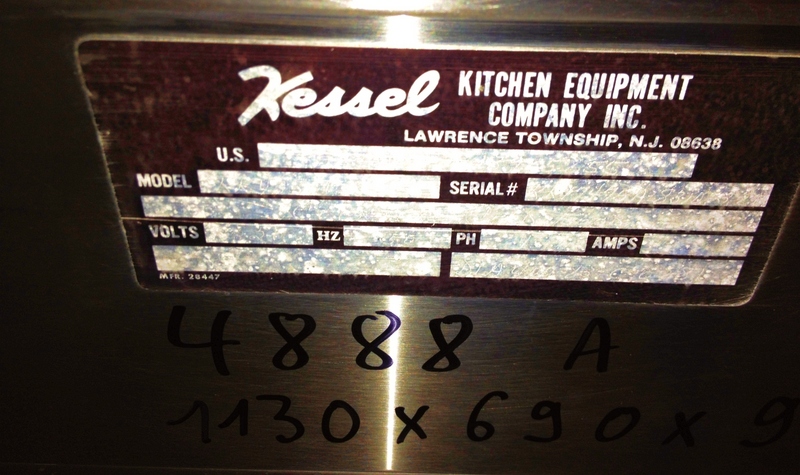 Kessel KITCHEN EQUIPMENT
COMPANY INC.
LAWRENCE TOWNSHIP, N.J. 08638
U.S.
MODEL SERIAL#
VOLTS HZ PH AMPS
MFR. 28447
4888 A
1130 x 690 x 9